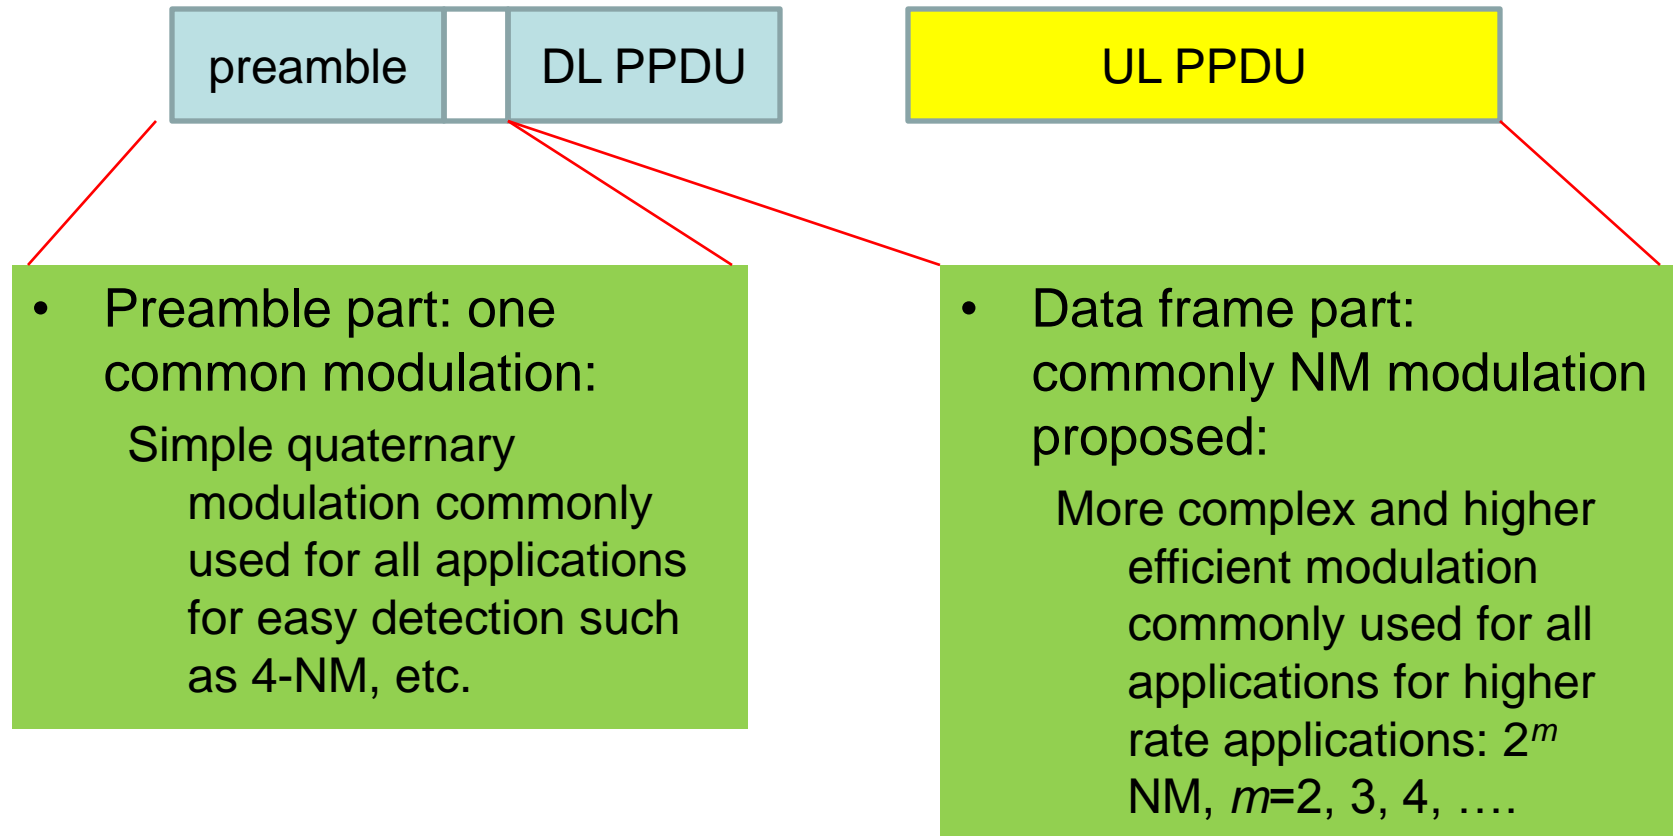 preamble
DL PPDU
UL PPDU
• Preamble part: one
common modulation:
Simple quaternary
modulation commonly
used for all applications
for easy detection such
as 4-NM, etc.
• Data frame part:
commonly NM modulation
proposed:
More complex and higher
efficient modulation
commonly used for all
applications for higher
rate applications: 2ᵐ
NM, m=2, 3, 4, ….